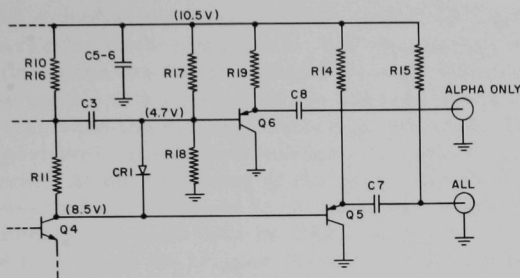 (10.5V)
R10
R16
C5-6
R17
R19
R14
R15
C3
(4.7V)
C8
ALPHA ONLY
Q6
R11
CR1
R18
C7
ALL
(8.5V)
Q4
Q5